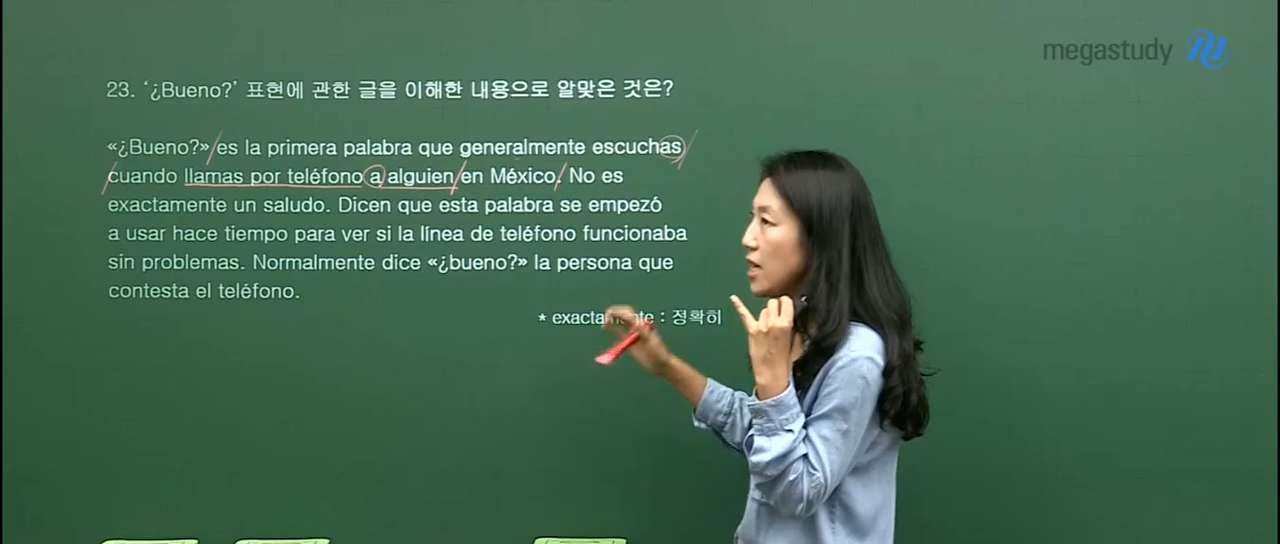 megastudy
23. '¿Bueno?' 표현에 관한 글을 이해한 내용으로 알맞은 것은?
«¿Bueno?» es la primera palabra que generalmente escuchas
cuando llamas por teléfono a alguien en México. No es
exactamente un saludo. Dicen que esta palabra se empezó
a usar hace tiempo para ver si la línea de teléfono funcionaba
sin problemas. Normalmente dice «¿bueno?» la persona que
contesta el teléfono.
* exactamente : 정확히